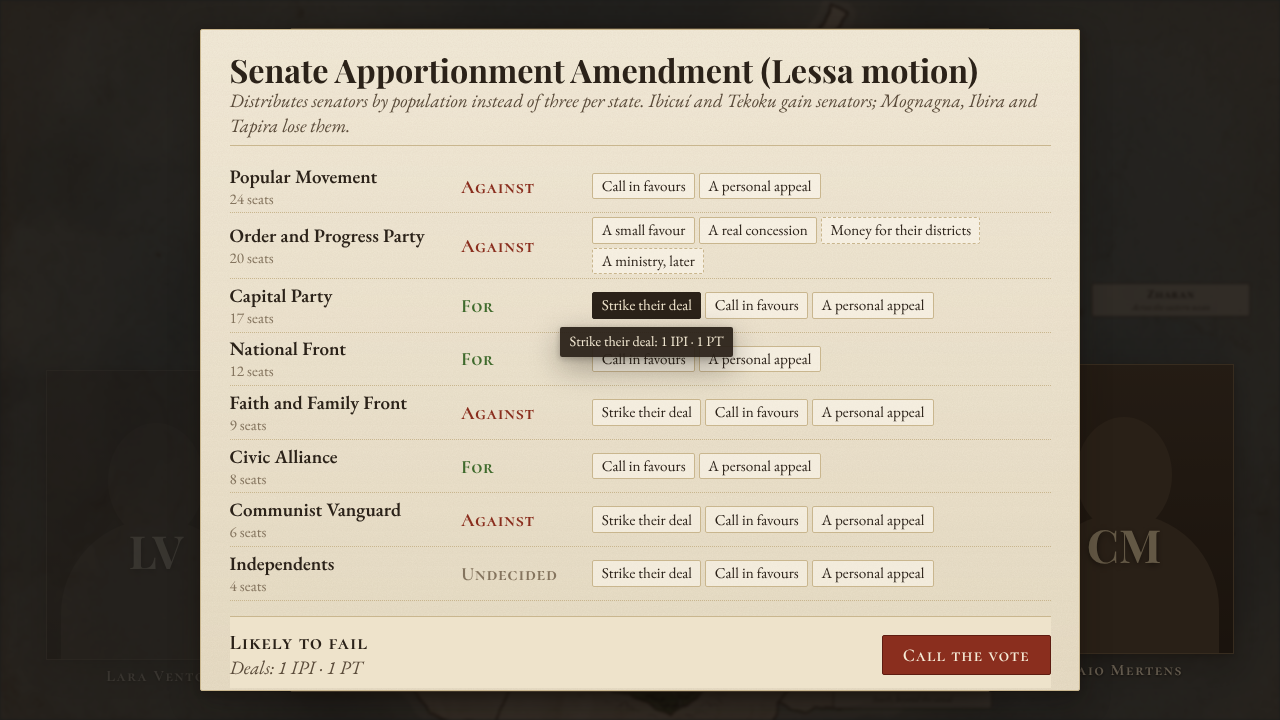 Senate Apportionment Amendment (Lessa motion)
Distributes senators by population instead of three per state. Ibicuí and Tekoku gain senators; Mognagna, Ibira and
Tapira lose them.
Popular Movement
24 seats
Against
Call in favours
A personal appeal
Order and Progress Party
20 seats
Against
A small favour
A real concession
Money for their districts
A ministry, later
Capital Party
17 seats
For
Strike their deal
Call in favours
A personal appeal
Strike their deal: 1 IPI · 1 PT
National Front
12 seats
For
Call in favours
A personal appeal
Faith and Family Front
9 seats
Against
Strike their deal
Call in favours
A personal appeal
Civic Alliance
8 seats
For
Call in favours
A personal appeal
Communist Vanguard
6 seats
Against
Strike their deal
Call in favours
A personal appeal
Independents
4 seats
Undecided
Strike their deal
Call in favours
A personal appeal
Likely to fail
Deals: 1 IPI · 1 PT
Call the vote
LV
Lara
CM
Mertens